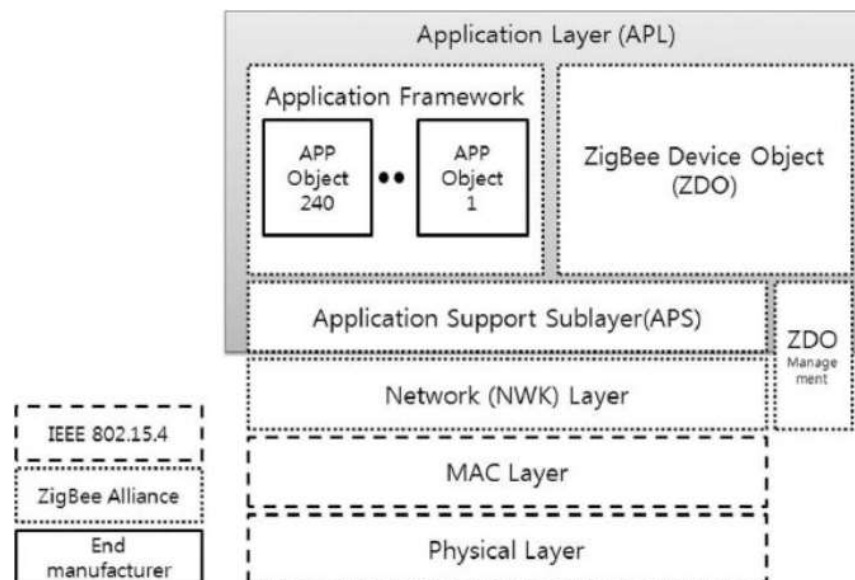 Application Layer (APL)
Application Framework
APP
Object
240
APP
Object
1
ZigBee Device Object
(ZDO)
Application Support Sublayer(APS)
ZDO
Manage
ment
Network (NWK) Layer
IEEE 802.15.4
MAC Layer
ZigBee Alliance
End
manufacturer
Physical Layer